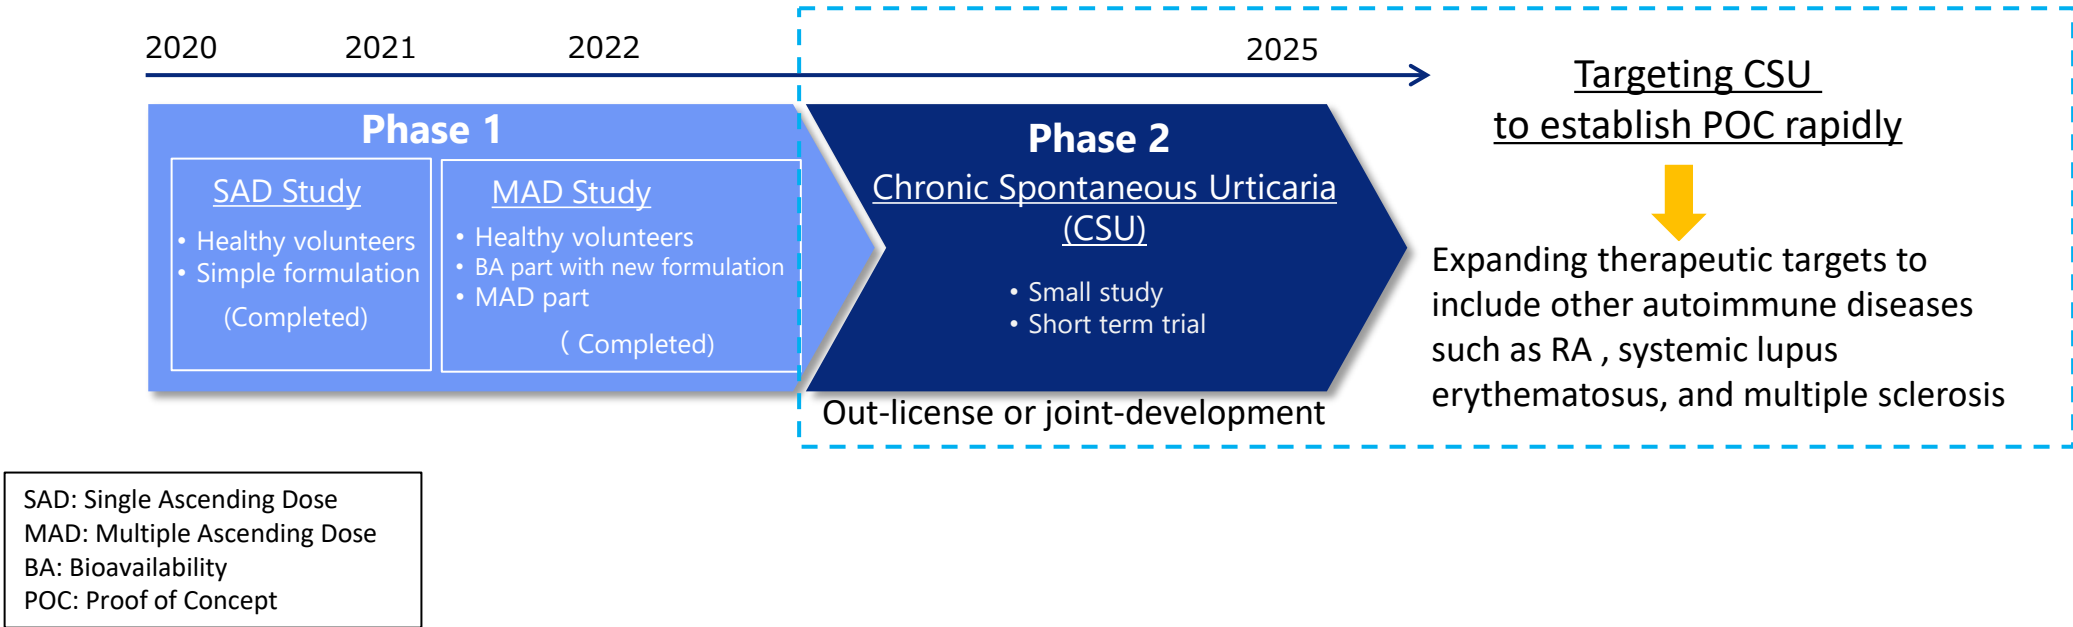 2020
2021
2022
2025
Phase 1
SAD Study
• Healthy volunteers
• Simple formulation
(Completed)
MAD Study
• Healthy volunteers
• BA part with new formulation
• MAD part
( Completed)
Phase 2
Chronic Spontaneous Urticaria
(CSU)
• Small study
• Short term trial
Out-license or joint-development
Targeting CSU
to establish POC rapidly
Expanding therapeutic targets to
include other autoimmune diseases
such as RA , systemic lupus
erythematosus, and multiple sclerosis
SAD: Single Ascending Dose
MAD: Multiple Ascending Dose
BA: Bioavailability
POC: Proof of Concept